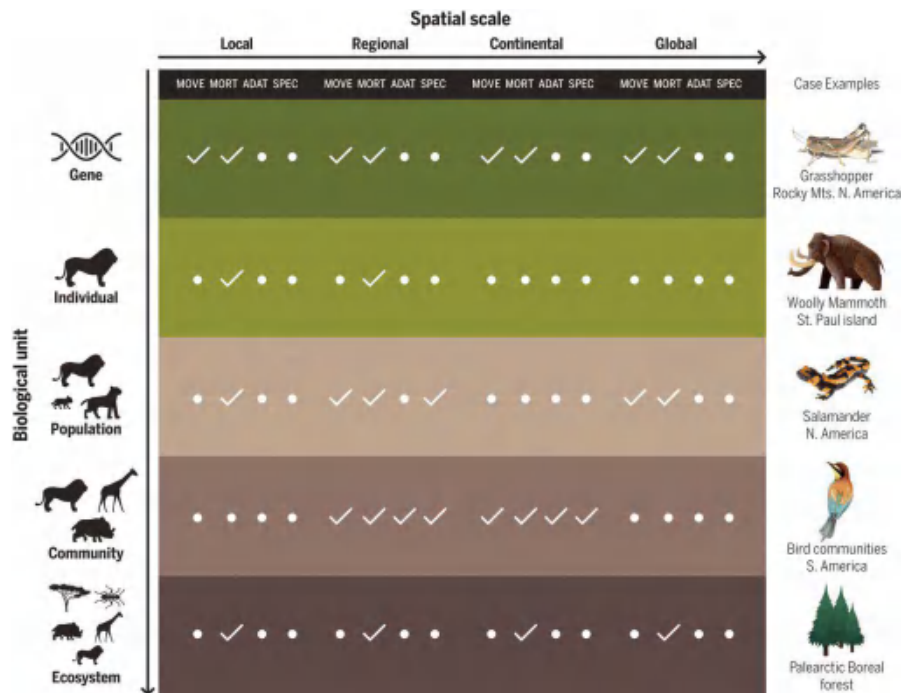 Spatial scale
Local Regional Continental Global
MOVE MORT ADAT SPEC MOVE MORT ADAT SPEC MOVE MORT ADAT SPEC MOVE MORT ADAT SPEC Case Examples
Biological unit
Gene
Grasshopper
Rocky Mts. N. America
Individual
Woolly Mammoth
St. Paul island
Population
Salamander
N. America
Community
Bird communities
S. America
Ecosystem
Palearctic Boreal
forest